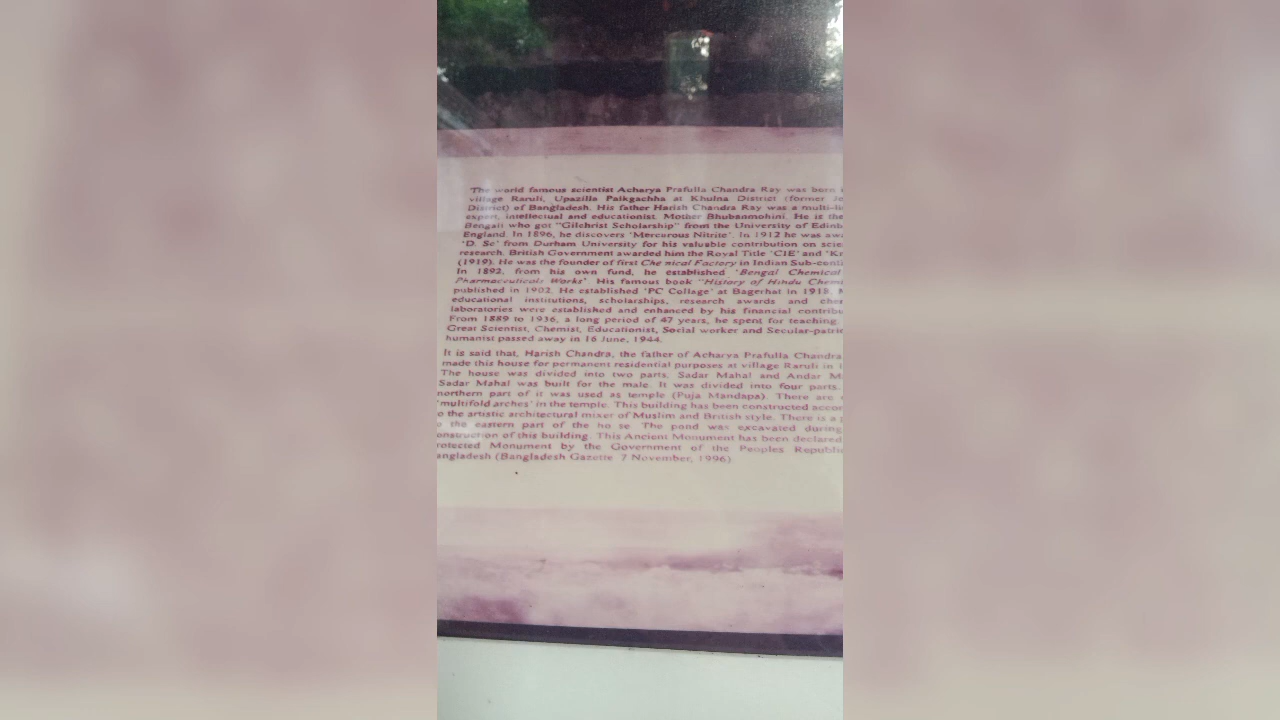 The world famous scientist Acharya Prafulla Chandra Ray was born
village Raruli, Upazilla Paikgachha at Khulna District (former
District) of Bangladesh. His father Harish Chandra Ray was a
expert, intellectual and educationist. Mother Bhubaomohini. He is the
Bengali who got "Gilchrist Scholarship" from the University of
England. In 1896, he discovers 'Mercurous Nitrite'. In 1912 he was
'D. Sc' from Durham University for his valuable contribution on
research. British Government awarded him the Royal Title 'CIE' and
(1919). He was the founder of first Che nical Factory in Indian
In 1892, from his own fund, he established 'Bengal Chemical
Pharmaceuticals Works' His famous book "History of Hindu
published in 1902. He established 'PC Collage' at Bagerhat in 1918.
educational institutions, scholarships, research awards and
laboratories were established and enhanced by his financial
From 1889 to 1936, a long period of 47 years, he spent for teaching.
Great Scientist, Chemist, Educationist, Social worker and
humanist passed away in 16 June, 1944.
It is said that, Harish Chandra, the father of Acharya Prafulla Chandra
made this house for permanent residential purposes at village Raruli in
The house was divided into two parts, Sadar Mahal and Andar
Sadar Mahal was built for the male. It was divided into four parts.
northern part of it was used as temple (Puja Mandapa). There are
'multifold arches' in the temple. This building has been constructed
o the artistic architectural mixer of Muslim and British style. There is a
o the eastern part of the ho se The pond was excavated during
onstruction of this building. This Ancient Monument has been declared
rotected Monument by the Government of the Peoples
angladesh (Bangladesh Gazette 7 November, 1996)